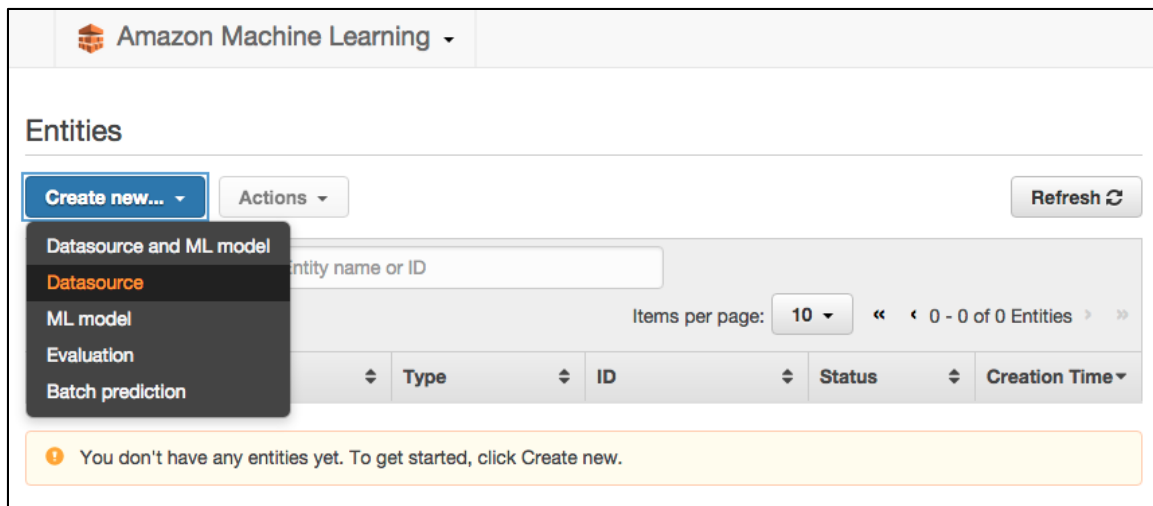 Amazon Machine Learning
Entities
Create new...
Actions
Refresh
Datasource and ML model
Datasource
ML model
Evaluation
Batch prediction
ntity name or ID
Items per page: 10 « ‹ 0 - 0 of 0 Entities › »
Type ID Status Creation Time
You don't have any entities yet. To get started, click Create new.